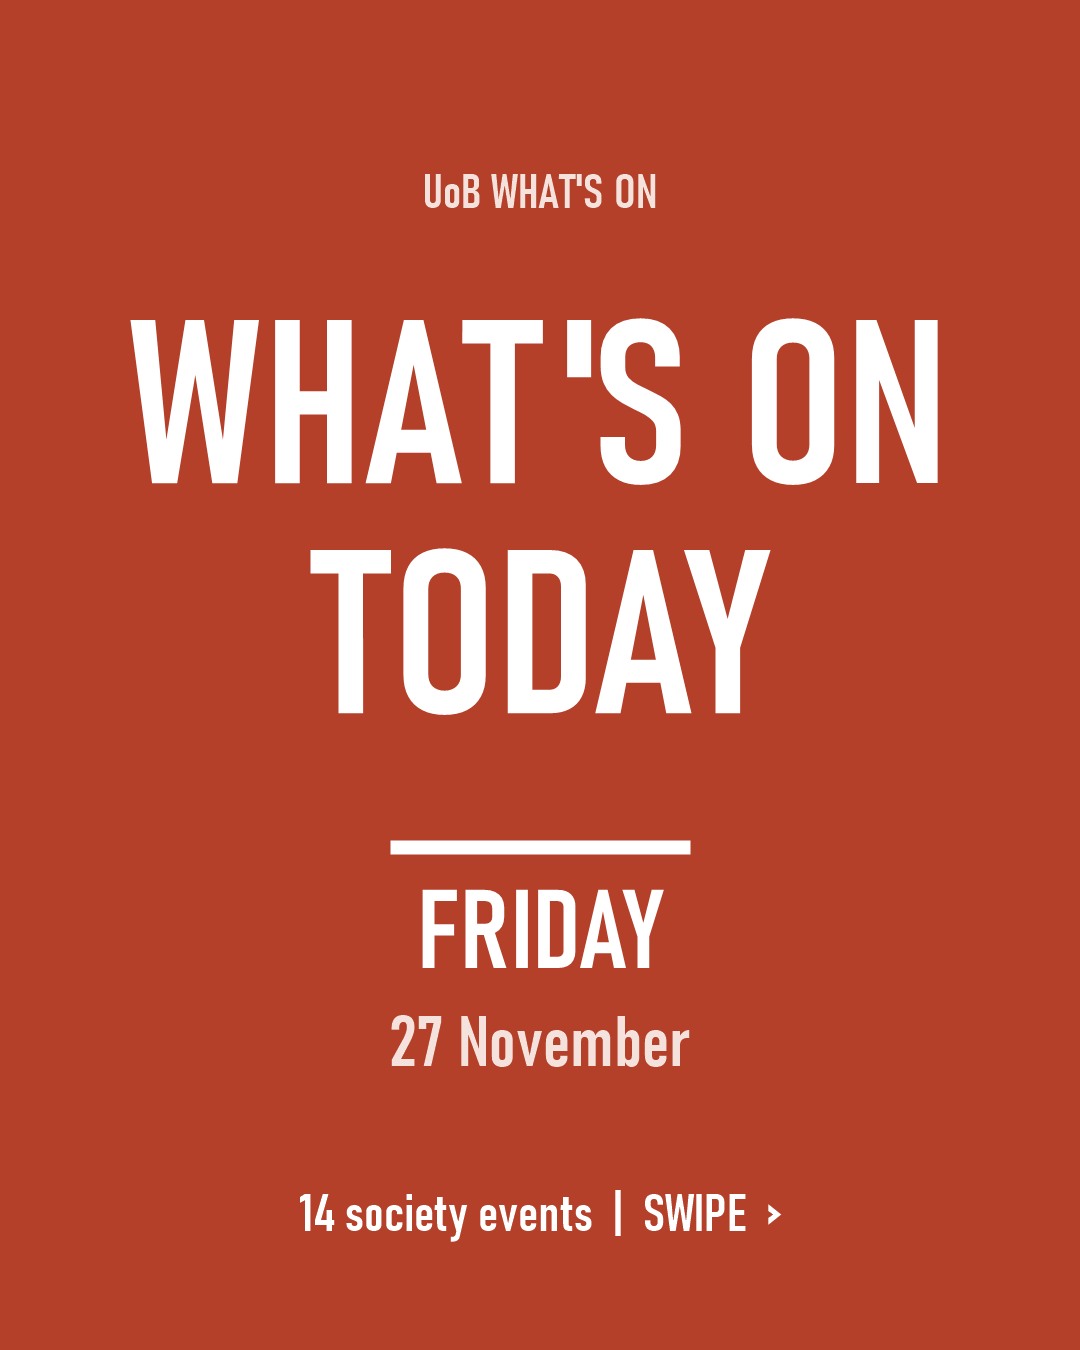 UoB WHAT'S ON
WHAT'S ON
TODAY
FRIDAY
27 November
14 society events | SWIPE >